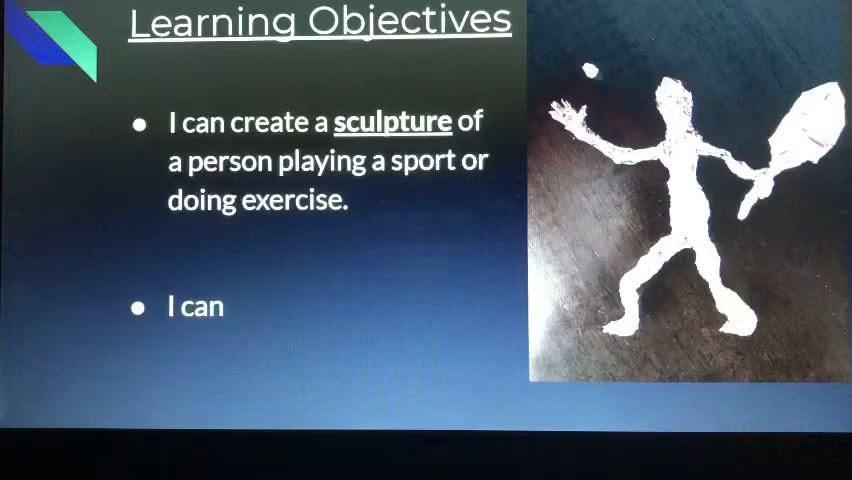 Learning Objectives
● I can create a sculpture of
a person playing a sport or
doing exercise.
● I can